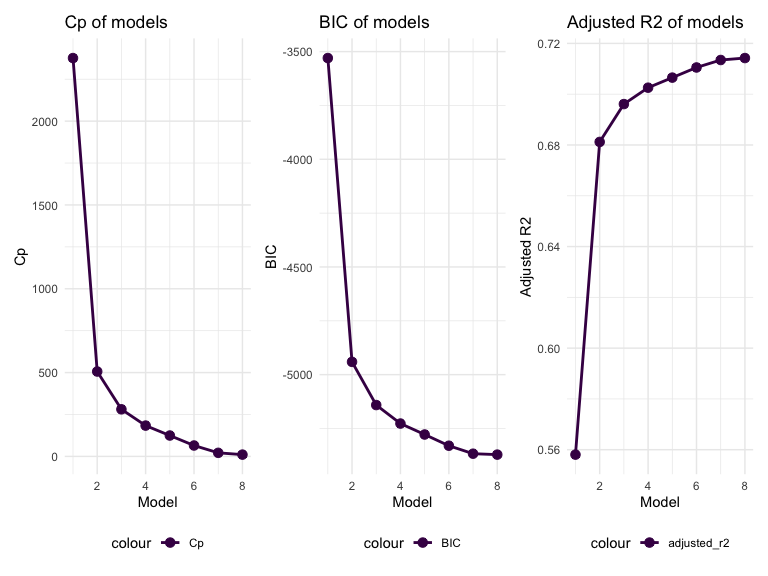 Cp of models
2000
1500
1000
500
0
Cp
2 4 6 8
Model
colour Cp
BIC of models
-3500
-4000
-4500
-5000
BIC
2 4 6 8
Model
colour BIC
Adjusted R2 of models
0.72
0.68
0.64
0.60
0.56
Adjusted R2
2 4 6 8
Model
colour adjusted_r2